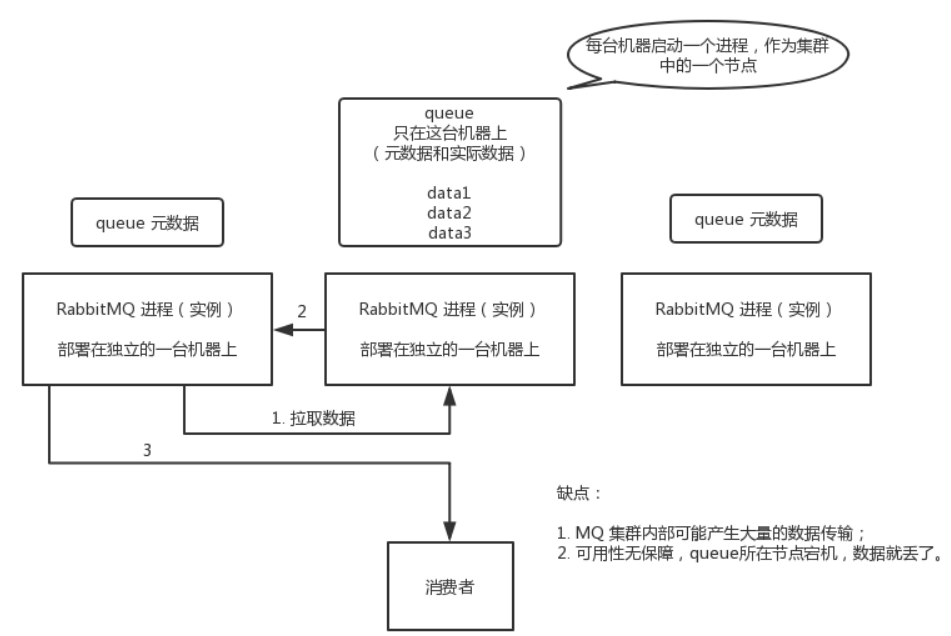 每台机器启动一个进程，作为集群
中的一个节点
queue
只在这台机器上
（元数据和实际数据）
data1
data2
data3
queue 元数据
queue 元数据
RabbitMQ 进程（实例）
部署在独立的一台机器上
2
RabbitMQ 进程（实例）
部署在独立的一台机器上
RabbitMQ 进程（实例）
部署在独立的一台机器上
1. 拉取数据
3
缺点：
1. MQ 集群内部可能产生大量的数据传输；
2. 可用性无保障，queue所在节点宕机，数据就丢了。
消费者